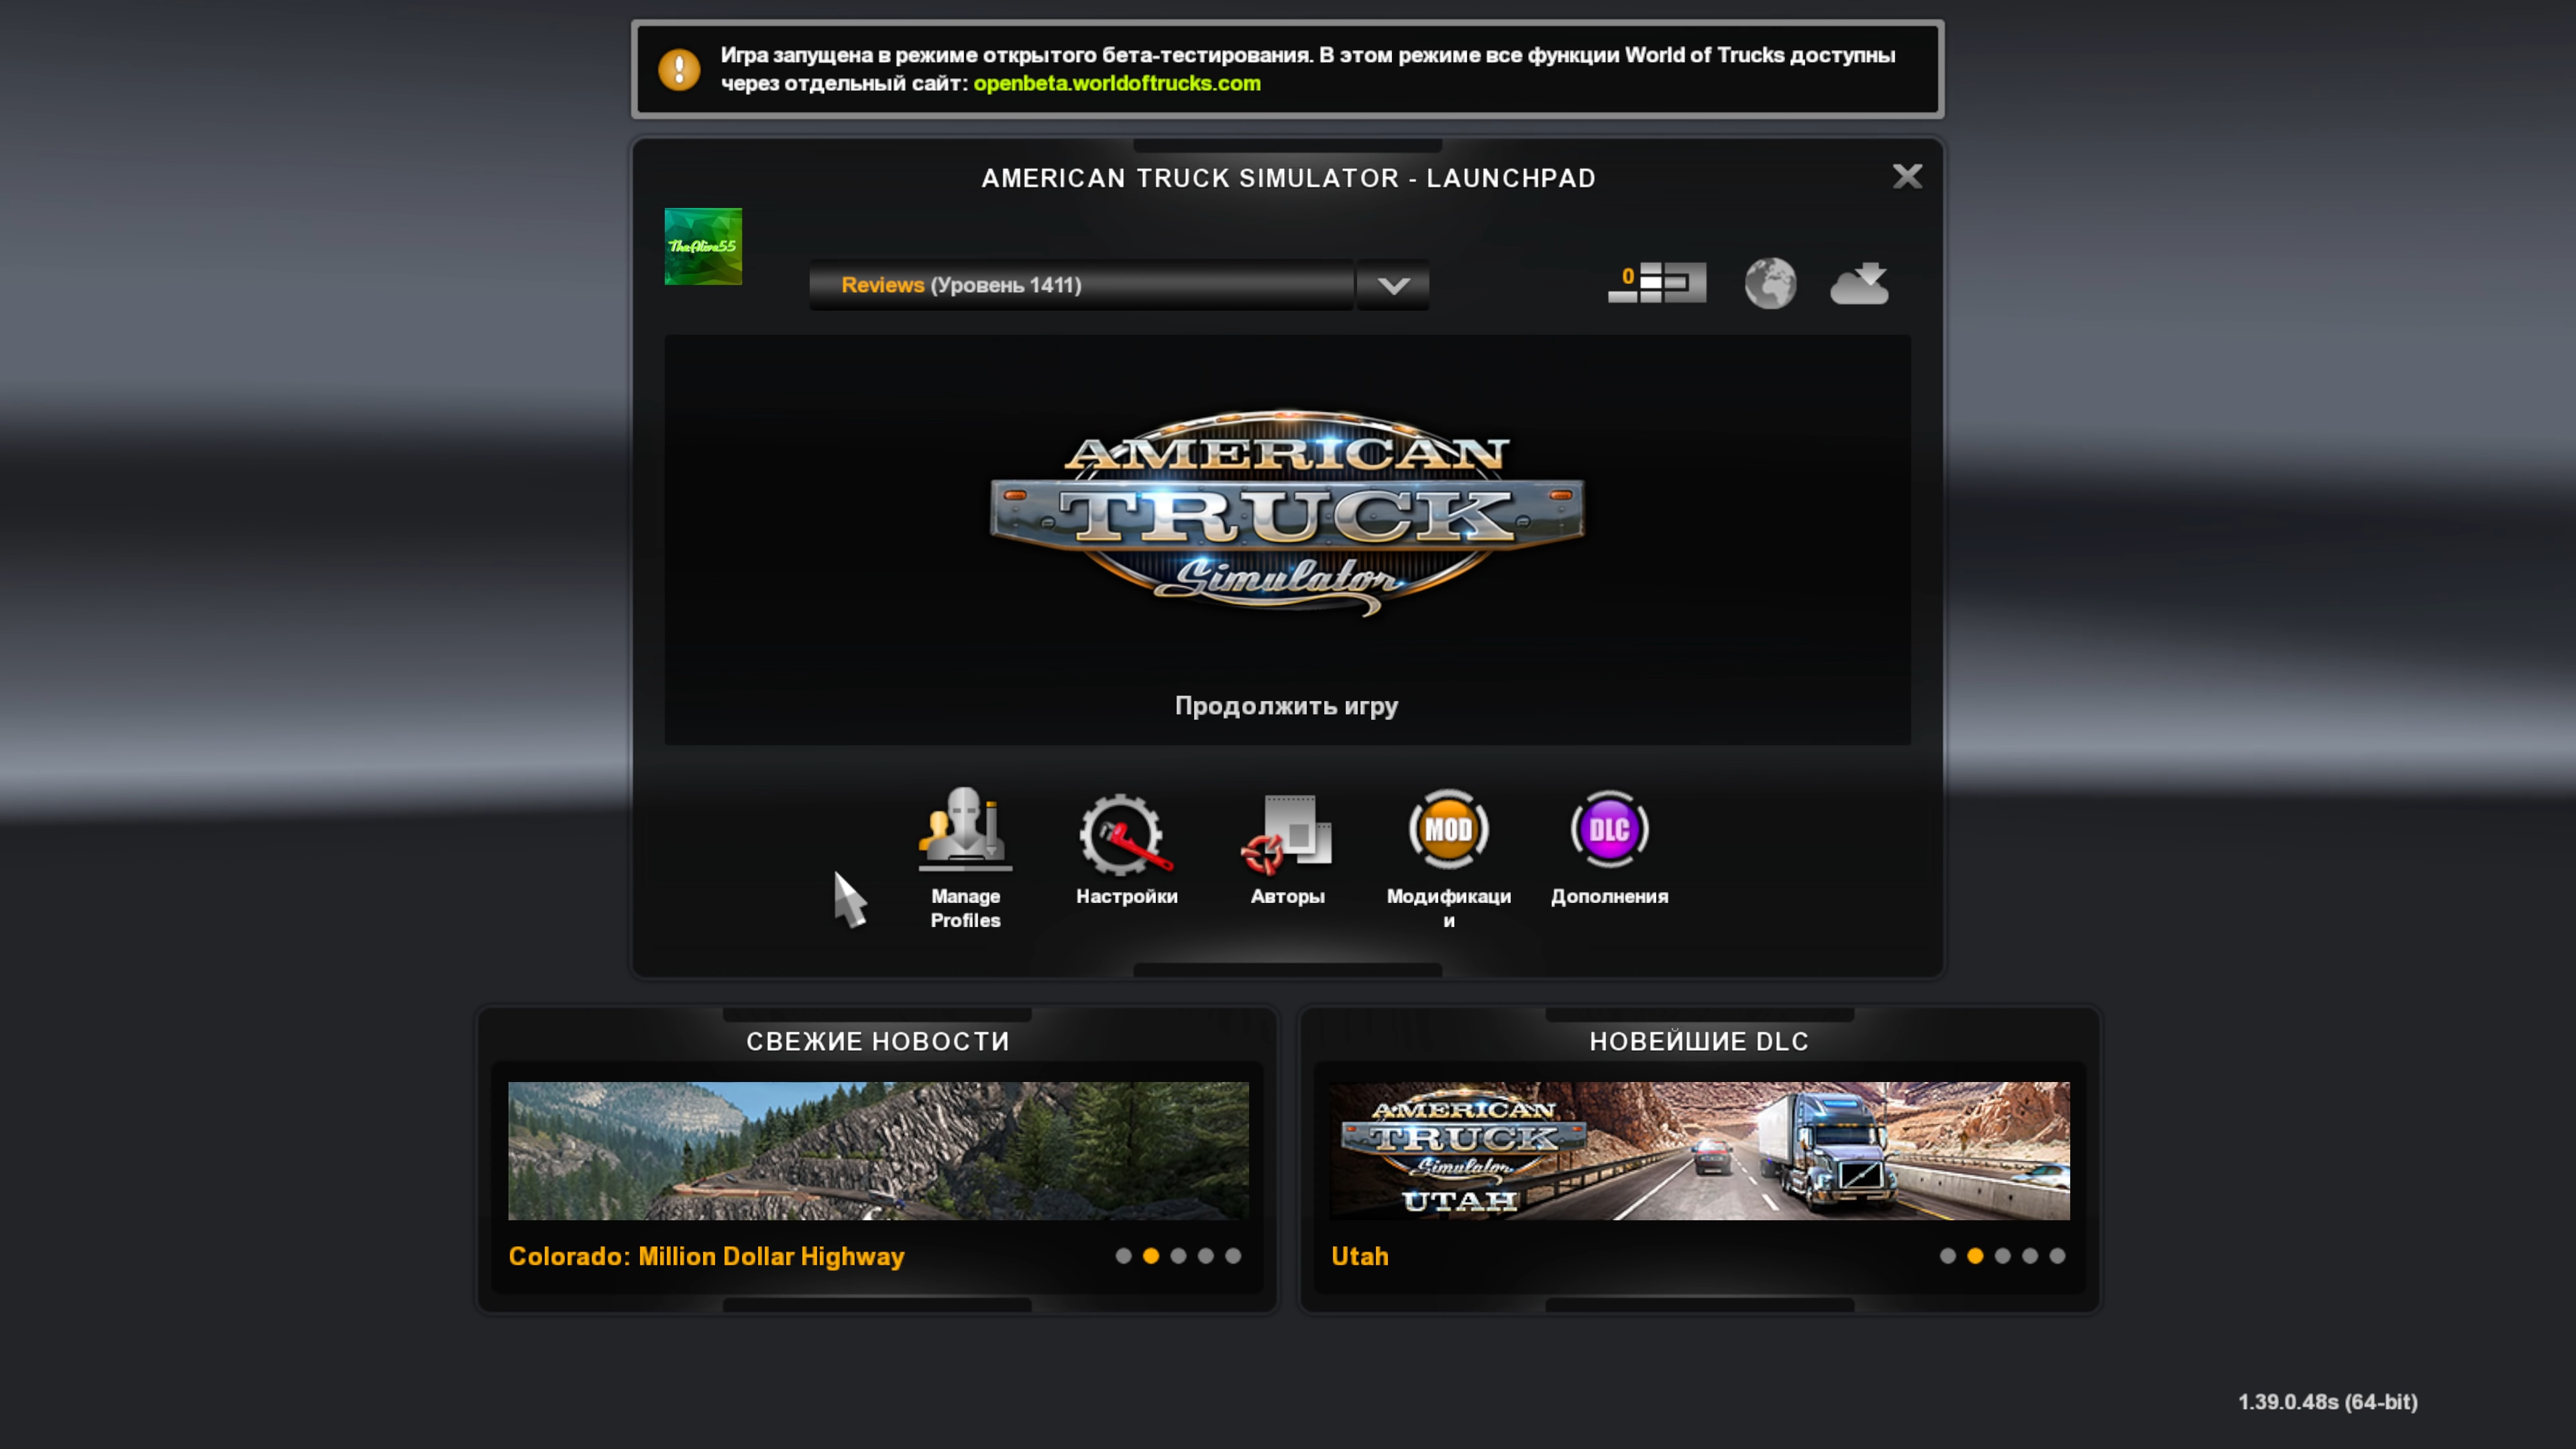 Игра запущена в режиме открытого бета-тестирования. В этом режиме все функции World of Trucks доступны
через отдельный сайт: openbeta.worldoftrucks.com
AMERICAN TRUCK SIMULATOR - LAUNCHPAD
TheAlive55
Reviews (Уровень 1411)
0
AMERICAN
TRUCK
Simulator
Продолжить игру
Manage
Profiles
Настройки
Авторы
MOD
Модификаци
и
DLC
Дополнения
СВЕЖИЕ НОВОСТИ
Colorado: Million Dollar Highway
НОВЕЙШИЕ DLC
AMERICAN
TRUCK
Simulator
UTAH
Utah
1.39.0.48s (64-bit)